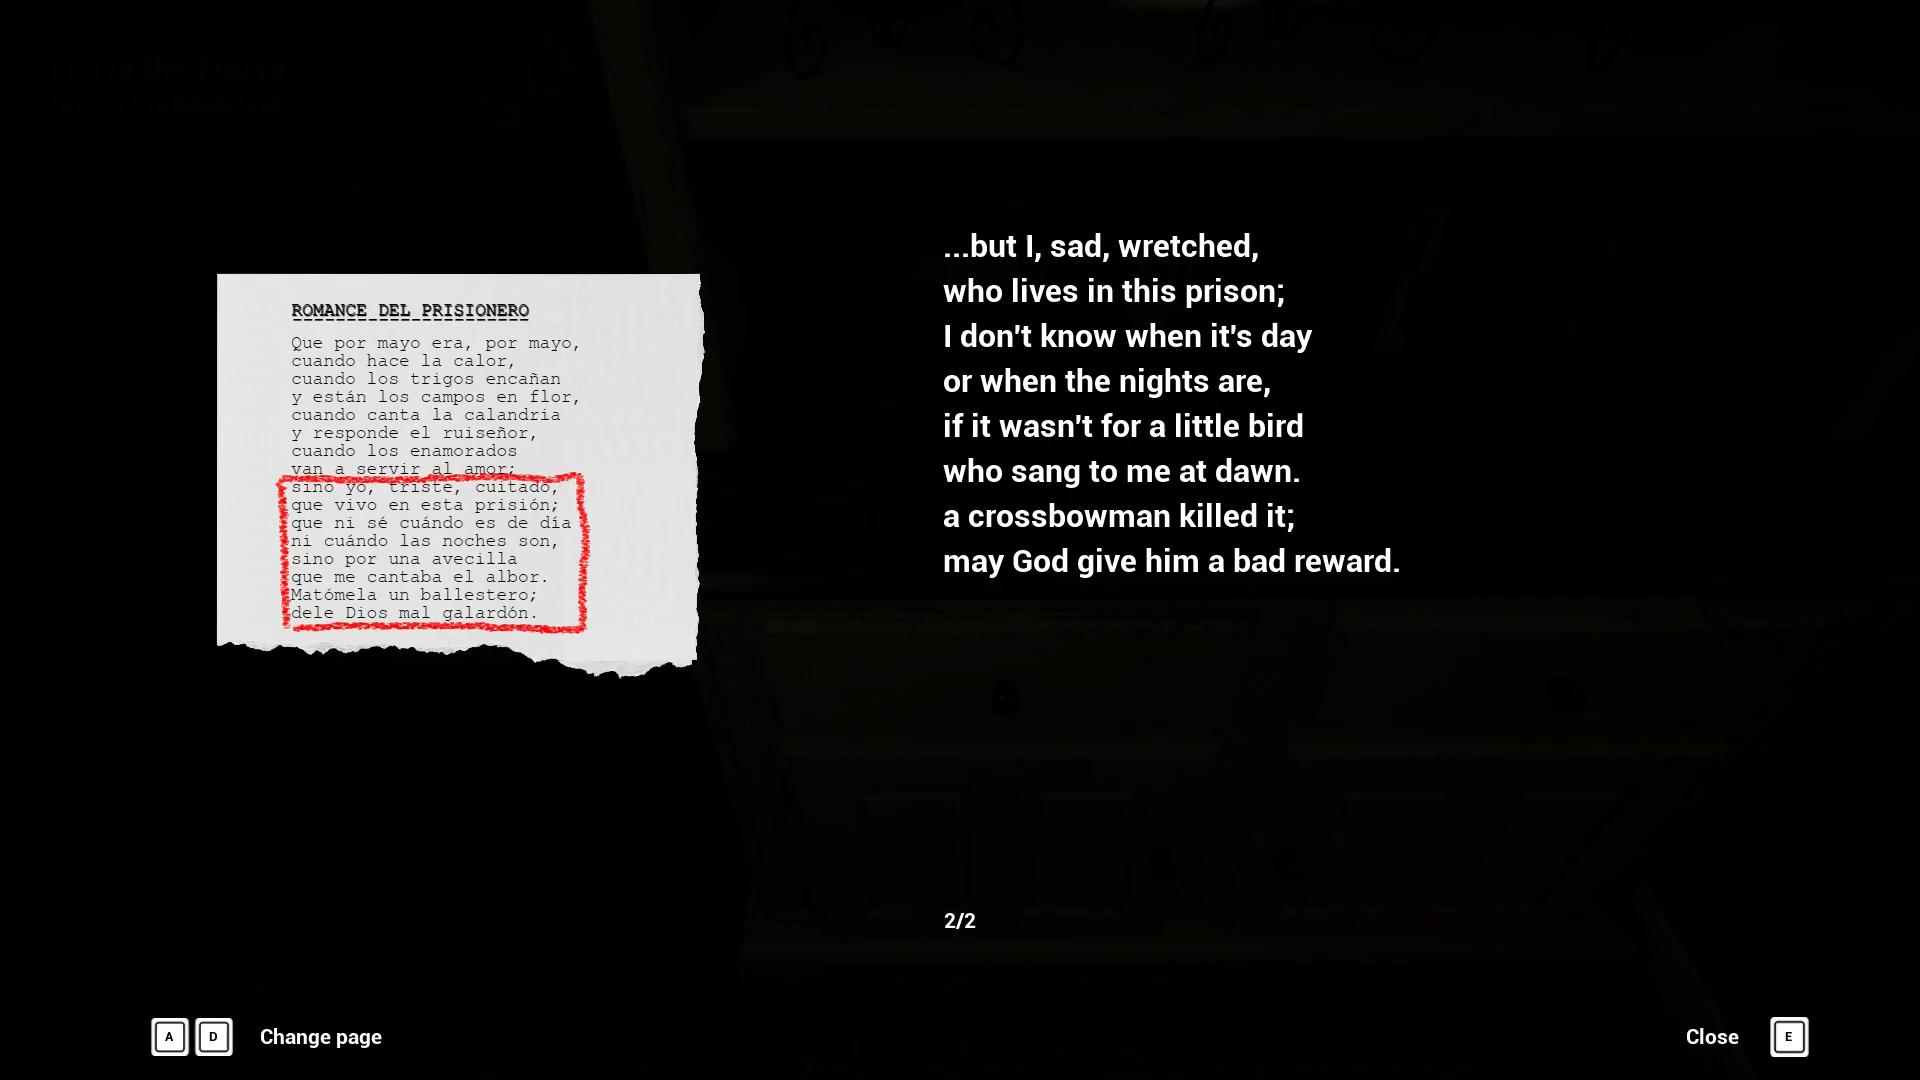 ROMANCE DEL PRISIONERO
Que por mayo era, por mayo,
cuando hace la calor,
cuando los trigos encañan
y están los campos en flor,
cuando canta la calandria
y responde el ruiseñor,
cuando los enamorados
van a servir al amor;
sino yo, triste, cuitado,
que vivo en esta prisión;
que ni sé cuándo es de día
ni cuándo las noches son,
sino por una avecilla
que me cantaba el albor.
Matómela un ballestero;
dele Dios mal galardón.
...but I, sad, wretched,
who lives in this prison;
I don't know when it's day
or when the nights are,
if it wasn't for a little bird
who sang to me at dawn.
a crossbowman killed it;
may God give him a bad reward.
2/2
A D Change page
Close E